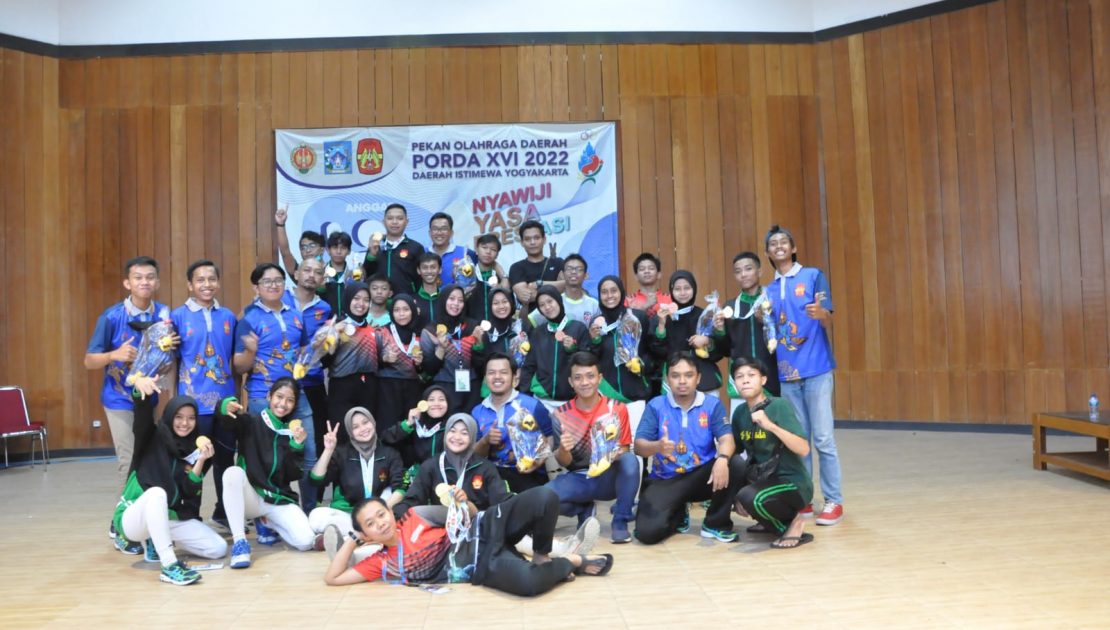 PEKAN OLAHRAGA DAERAH
PORDA XVI 2022
DAERAH ISTIMEWA YOGYAKARTA
NYAWIJI
YASA